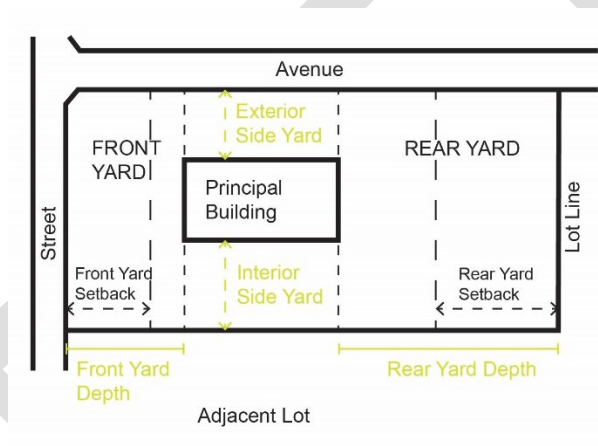 Avenue
Exterior
Side Yard
FRONT
YARD
REAR YARD
Principal
Building
Street
Lot Line
Front Yard
Setback
Interior
Side Yard
Rear Yard
Setback
Front Yard
Depth
Rear Yard Depth
Adjacent Lot